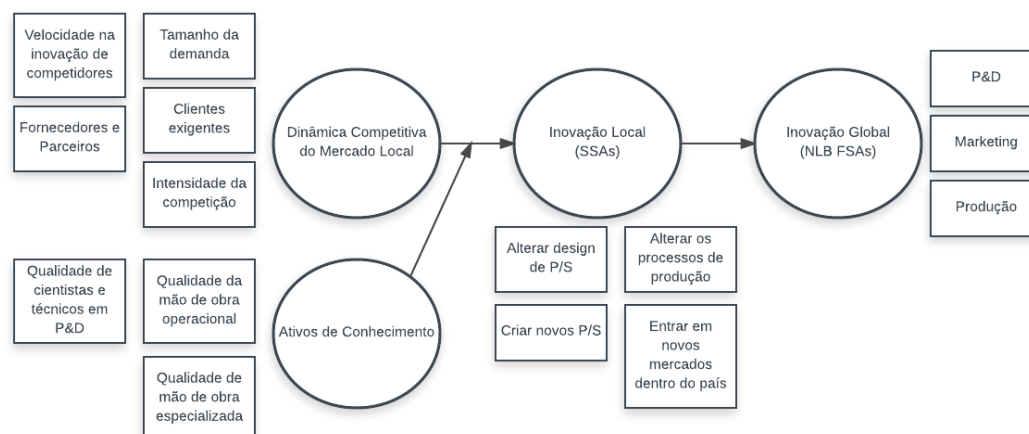 Velocidade na
inovação de
competidores
Tamanho da
demanda
Fornecedores e
Parceiros
Clientes
exigentes
Intensidade da
competição
Dinâmica Competitiva
do Mercado Local
Inovação Local
(SSAs)
Inovação Global
(NLB FSAs)
P&D
Marketing
Produção
Qualidade de
cientistas e
técnicos em
P&D
Qualidade da
mão de obra
operacional
Qualidade de
mão de obra
especializada
Ativos de Conhecimento
Alterar design
de P/S
Alterar os
processos de
produção
Criar novos P/S
Entrar em
novos
mercados
dentro do país